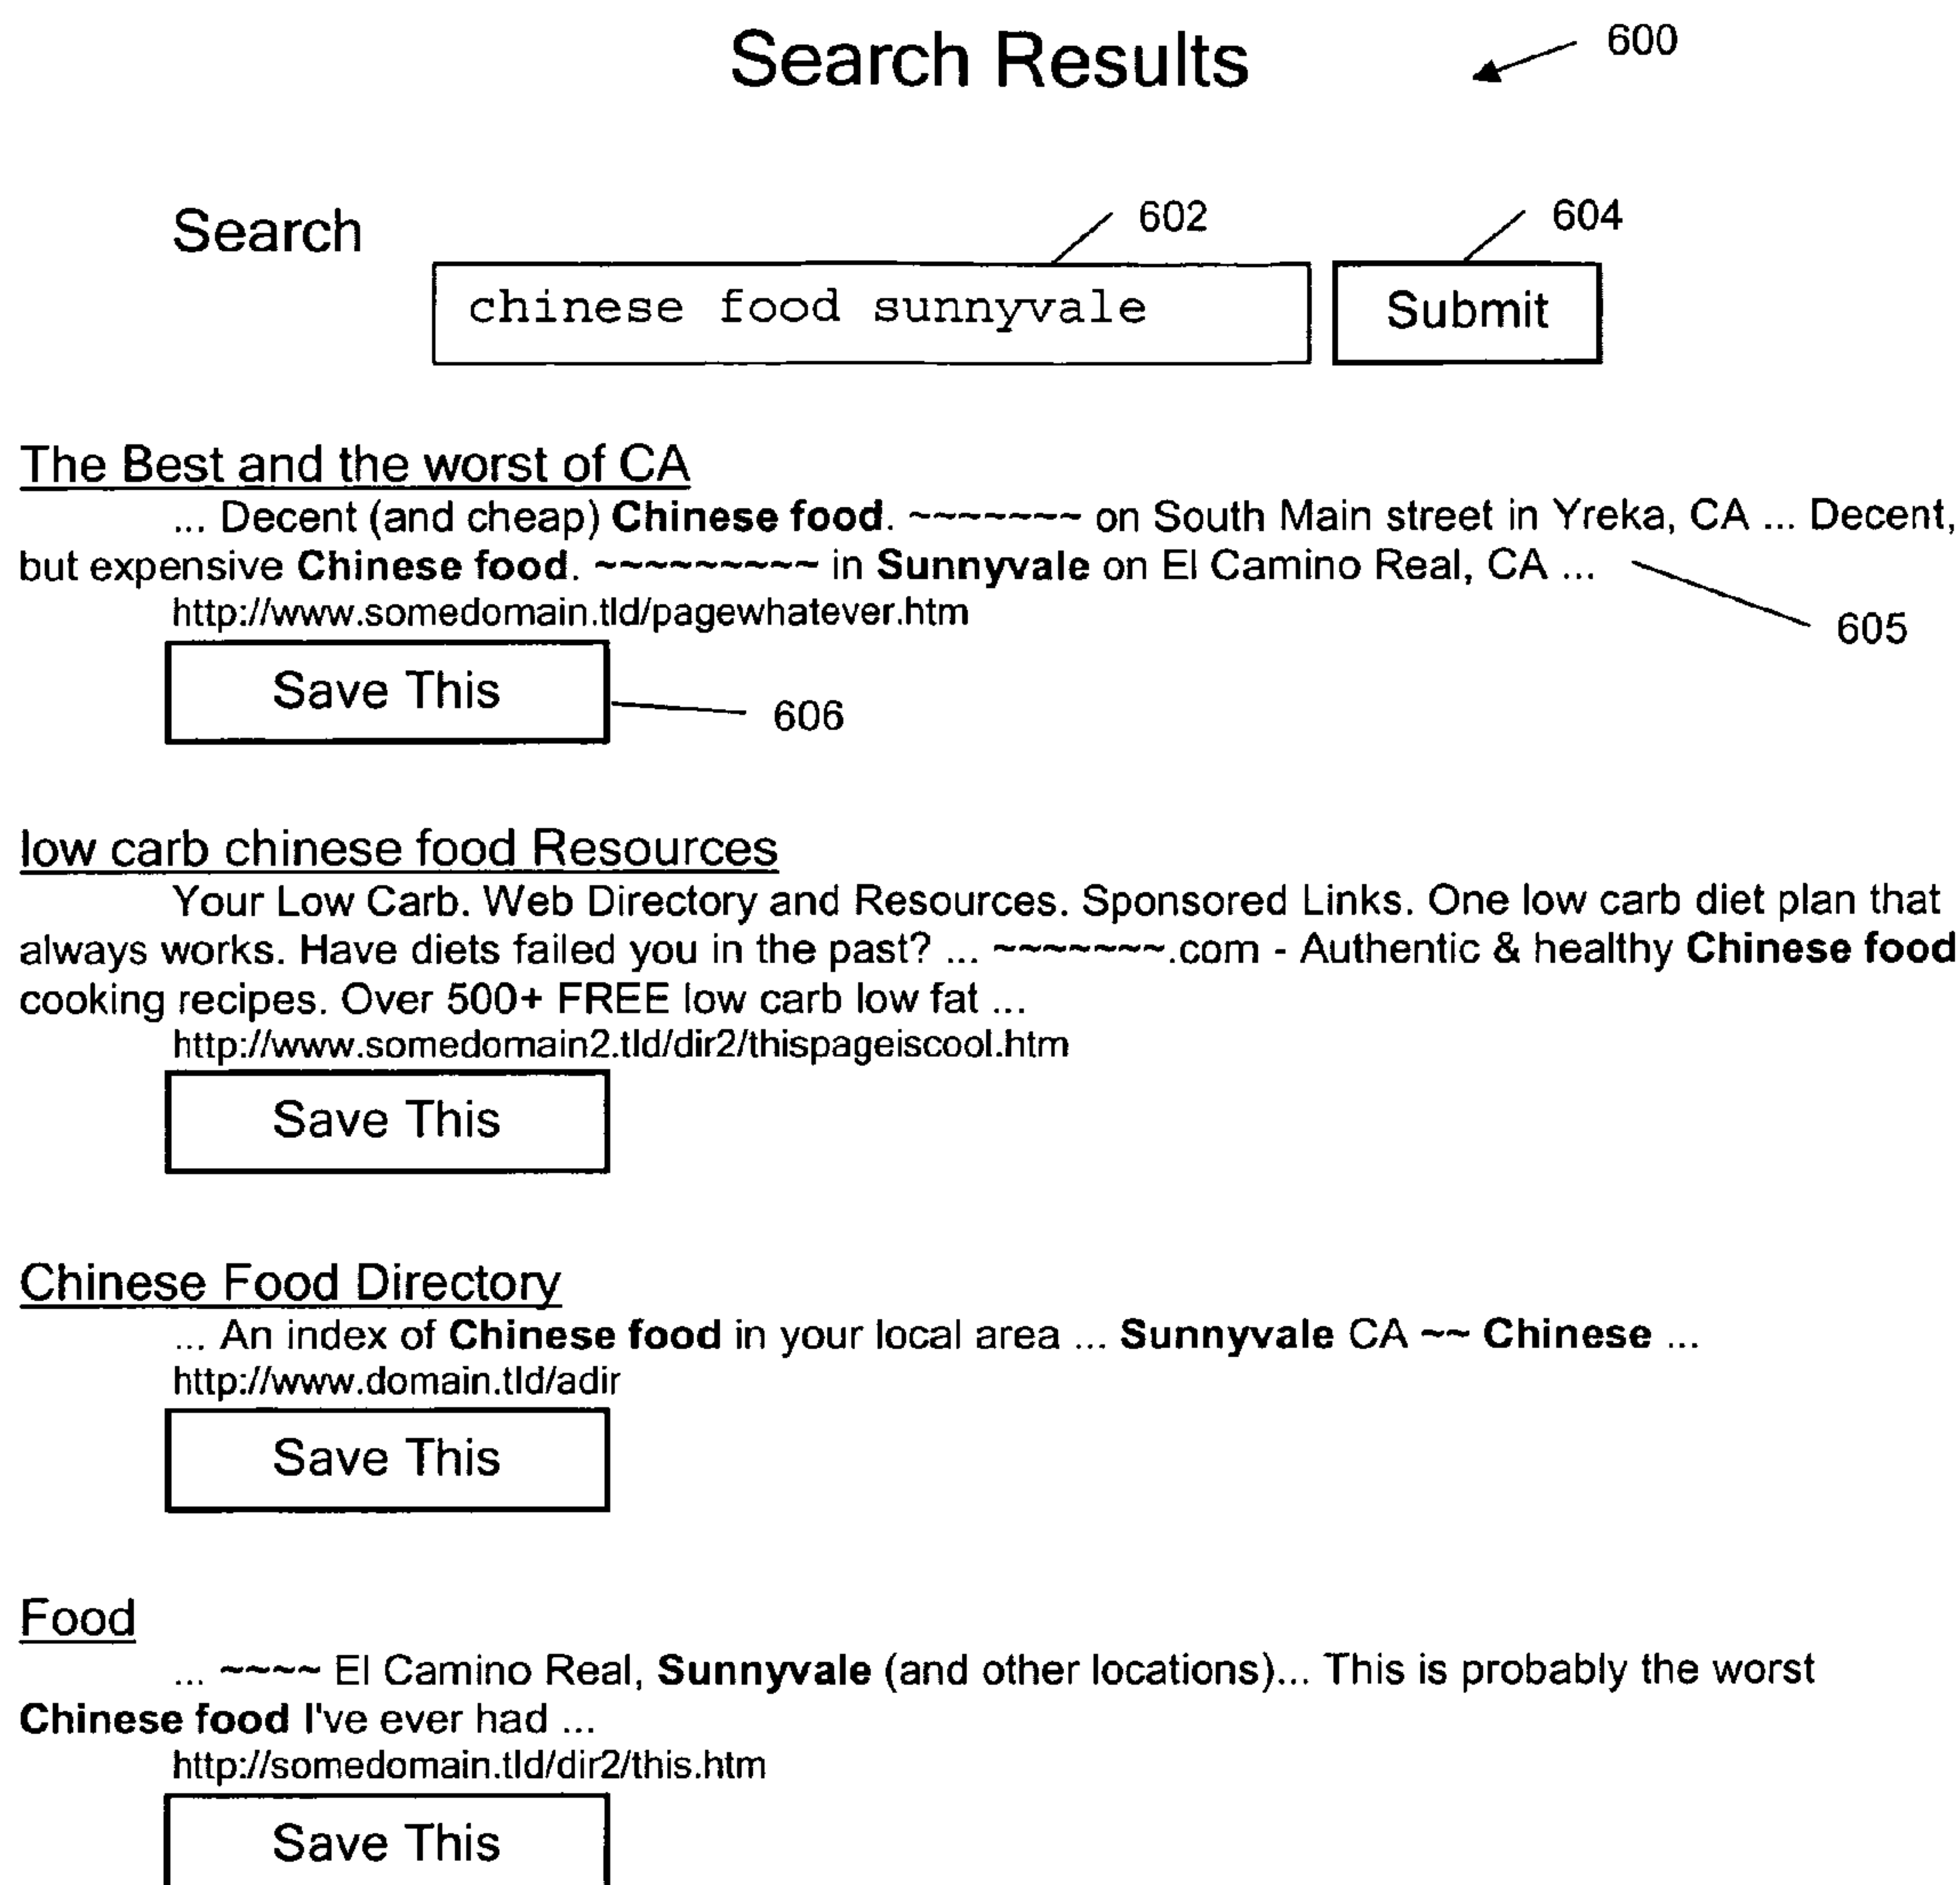 Search Results
600
Search
602
604
chinese food sunnyvale
Submit
The Best and the worst of CA
... Decent (and cheap) Chinese food. ~~~~~~~ on South Main street in Yreka, CA ... Decent,
but expensive Chinese food. ~~~~~~~~~ in Sunnyvale on El Camino Real, CA ...
http://www.somedomain.tld/pagewhatever.htm
605
Save This
606
low carb chinese food Resources
Your Low Carb. Web Directory and Resources. Sponsored Links. One low carb diet plan that
always works. Have diets failed you in the past? ... ~~~~~~~.com - Authentic & healthy Chinese food
cooking recipes. Over 500+ FREE low carb low fat ...
http://www.somedomain2.tld/dir2/thispageiscool.htm
Save This
Chinese Food Directory
... An index of Chinese food in your local area ... Sunnyvale CA ~~ Chinese ...
http://www.domain.tld/adir
Save This
Food
... ~~~~ El Camino Real, Sunnyvale (and other locations)... This is probably the worst
Chinese food I've ever had ...
http://somedomain.tld/dir2/this.htm
Save This